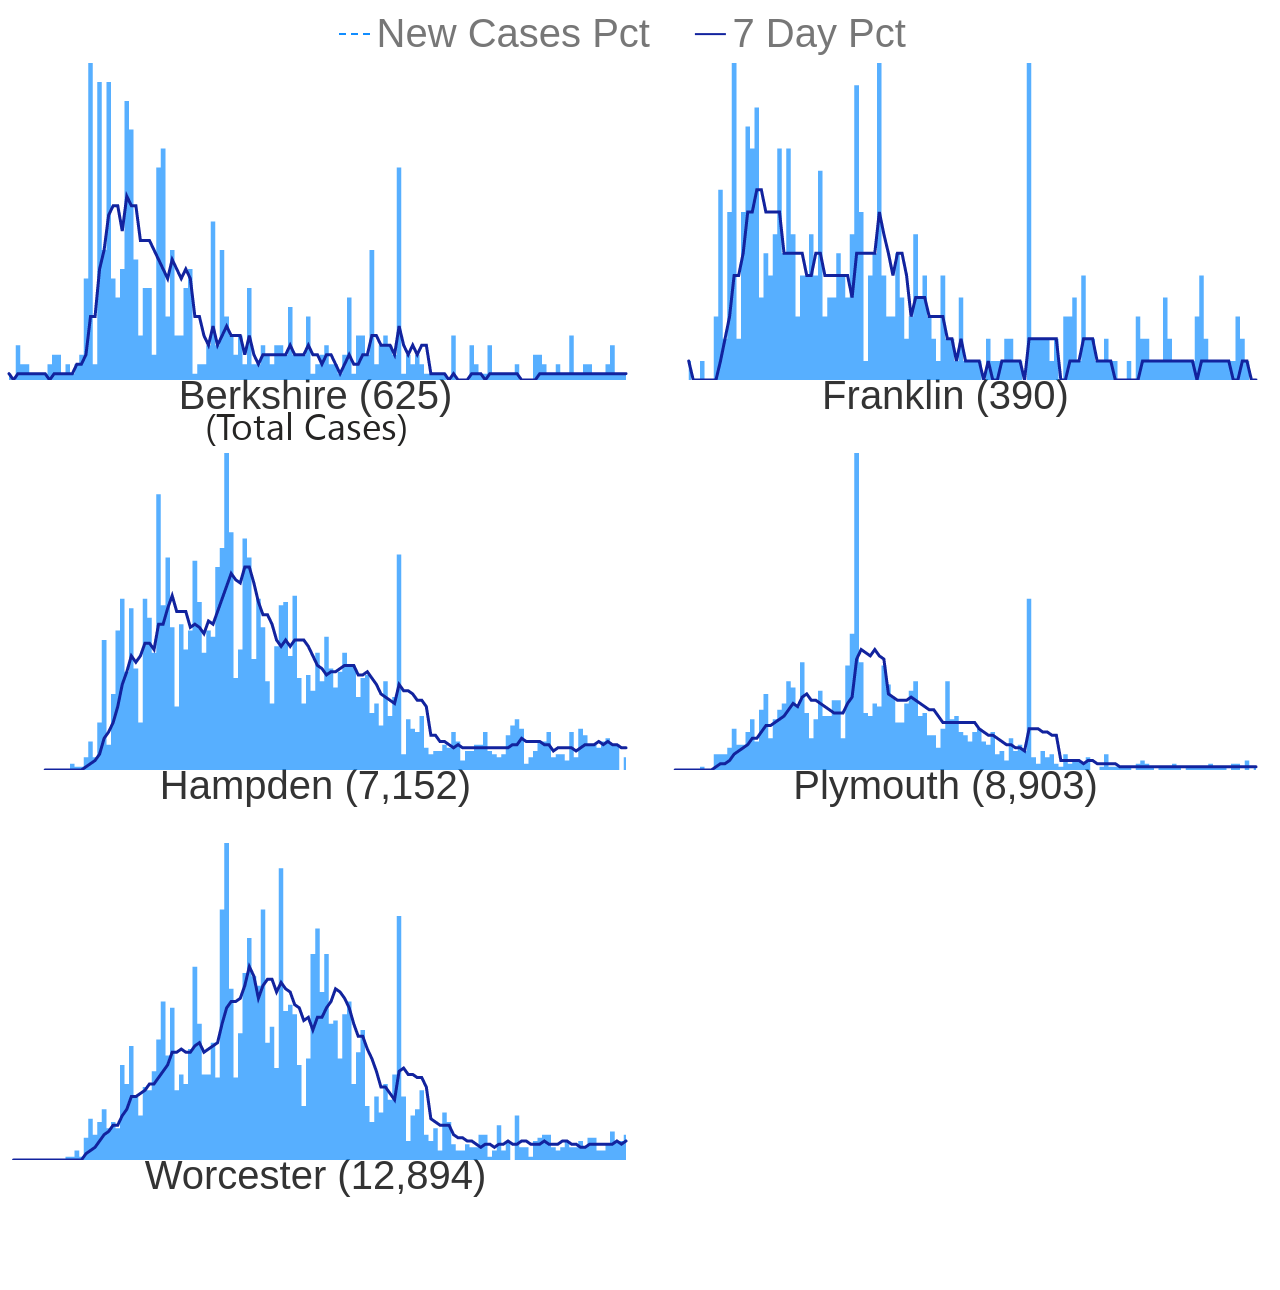 New Cases Pct 7 Day Pct
Berkshire (625) Franklin (390)
(Total Cases)
Hampden (7,152) Plymouth (8,903)
Worcester (12,894)